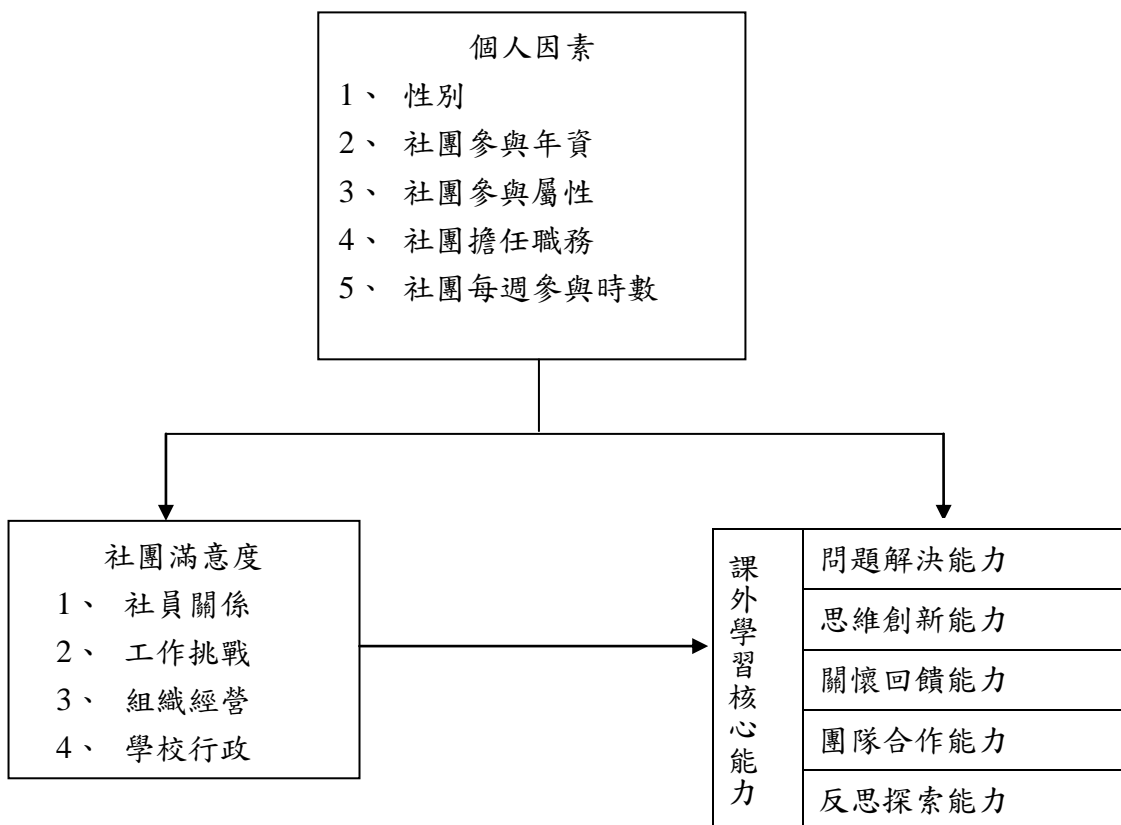 個人因素
1、 性別
2、 社團參與年資
3、 社團參與屬性
4、 社團擔任職務
5、 社團每週參與時數
社團滿意度
1、 社員關係
2、 工作挑戰
3、 組織經營
4、 學校行政
課外學習核心能力
問題解決能力
思維創新能力
關懷回饋能力
團隊合作能力
反思探索能力